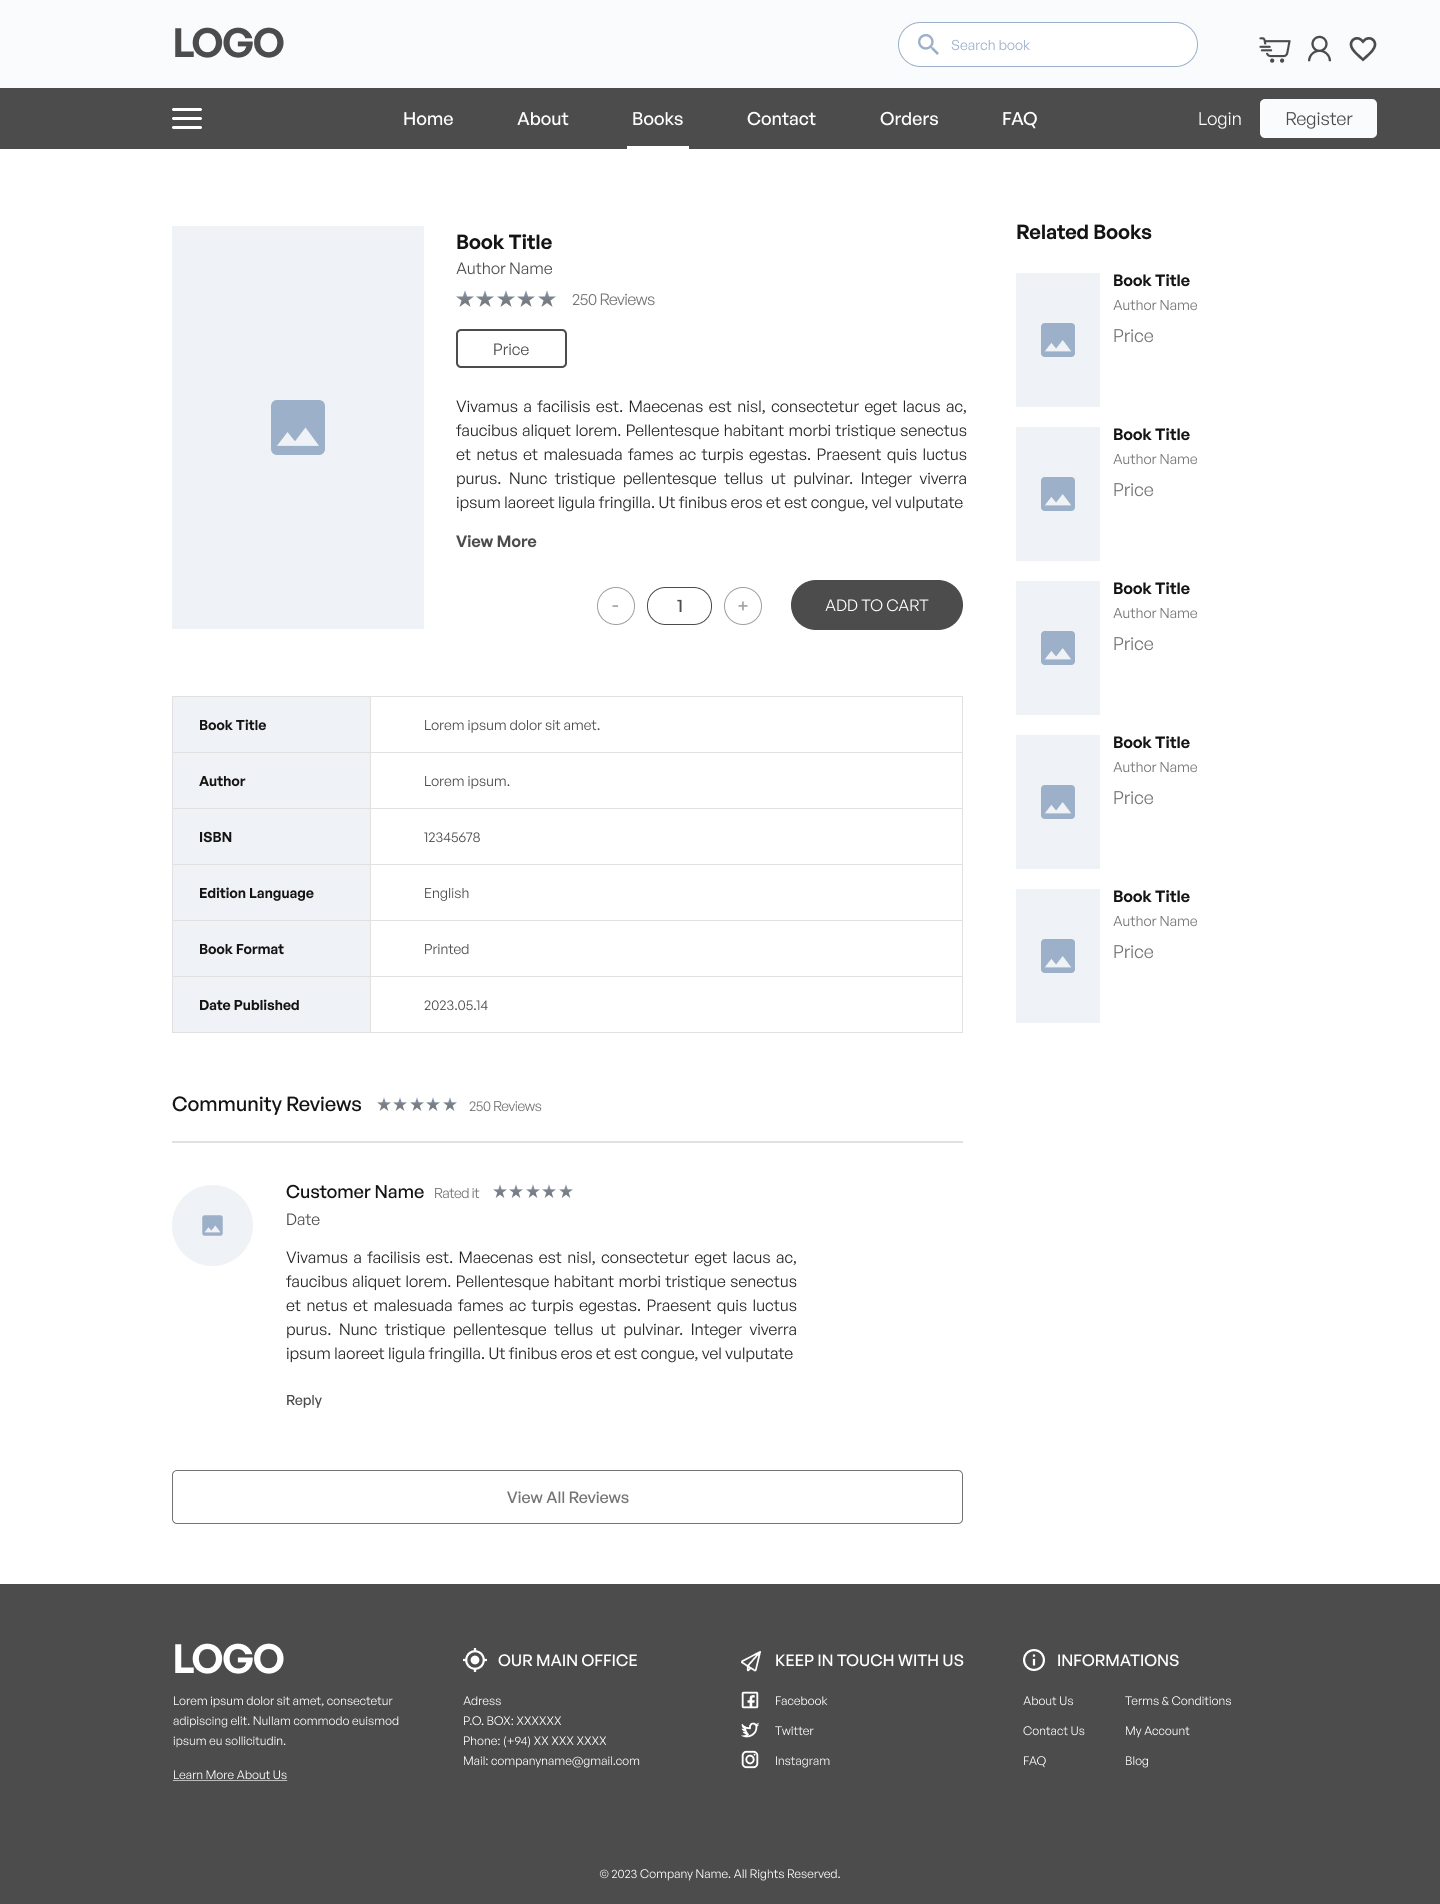 LOGO
Search book
Home
About
Books
Contact
Orders
FAQ
Login
Register
Book Title
Author Name
250 Reviews
Price
Vivamus a facilisis est. Maecenas est nisl, consectetur eget lacus ac,
faucibus aliquet lorem. Pellentesque habitant morbi tristique senectus
et netus et malesuada fames ac turpis egestas. Praesent quis luctus
purus. Nunc tristique pellentesque tellus ut pulvinar. Integer viverra
ipsum laoreet ligula fringilla. Ut finibus eros et est congue, vel vulputate
View More
-
1
+
ADD TO CART
Related Books
Book Title
Author Name
Price
Book Title
Author Name
Price
Book Title
Author Name
Price
Book Title
Author Name
Price
Book Title
Author Name
Price
Book Title
Lorem ipsum dolor sit amet.
Author
Lorem ipsum.
ISBN
12345678
Edition Language
English
Book Format
Printed
Date Published
2023.05.14
Community Reviews
250 Reviews
Customer Name Rated it
Date
Vivamus a facilisis est. Maecenas est nisl, consectetur eget lacus ac,
faucibus aliquet lorem. Pellentesque habitant morbi tristique senectus
et netus et malesuada fames ac turpis egestas. Praesent quis luctus
purus. Nunc tristique pellentesque tellus ut pulvinar. Integer viverra
ipsum laoreet ligula fringilla. Ut finibus eros et est congue, vel vulputate
Reply
View All Reviews
LOGO
Lorem ipsum dolor sit amet, consectetur
adipiscing elit. Nullam commodo euismod
ipsum eu sollicitudin.
Learn More About Us
OUR MAIN OFFICE
Adress
P.O. BOX: XXXXXX
Phone: (+94) XX XXX XXXX
Mail: companyname@gmail.com
KEEP IN TOUCH WITH US
Facebook
Twitter
Instagram
INFORMATIONS
About Us
Contact Us
FAQ
Terms & Conditions
My Account
Blog
© 2023 Company Name. All Rights Reserved.